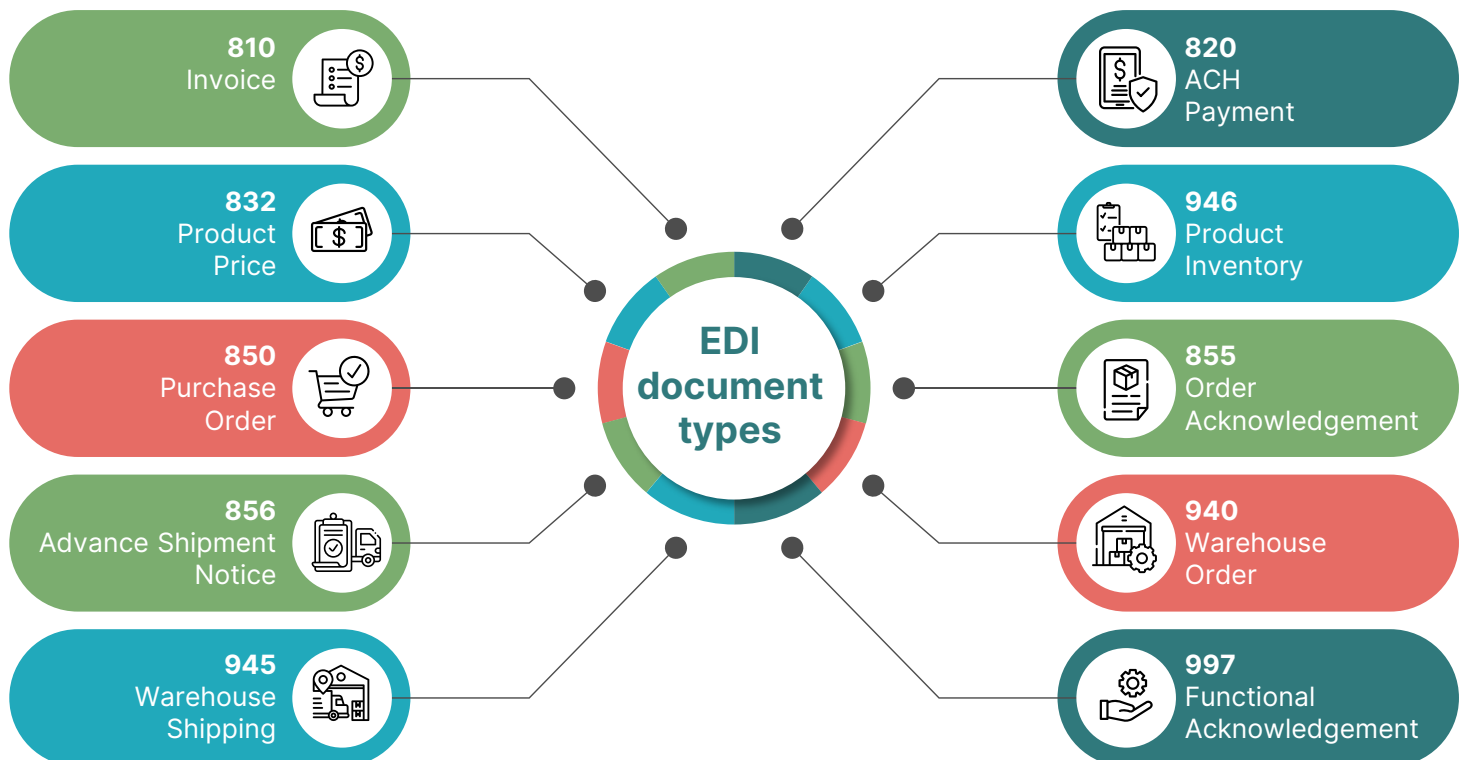 810
Invoice
832
Product
Price
850
Purchase
Order
856
Advance Shipment
Notice
945
Warehouse
Shipping
EDI
document
types
820
ACH
Payment
946
Product
Inventory
855
Order
Acknowledgement
940
Warehouse
Order
997
Functional
Acknowledgement